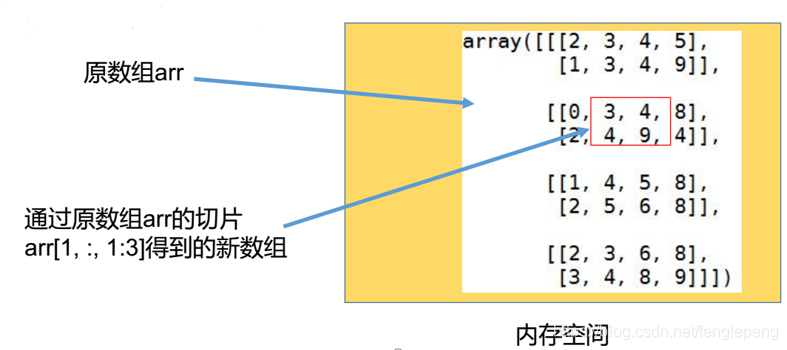 原数组arr
array([[[2, 3, 4, 5],
[1, 3, 4, 9]],
[[0, 3, 4, 8],
[2, 4, 9, 4]],
[[1, 4, 5, 8],
[2, 5, 6, 8]],
[[2, 3, 6, 8],
[3, 4, 8, 9]]])
通过原数组arr的切片
arr[1, :, 1:3]得到的新数组
内存空间
blog.csdn.net/fenglepeng